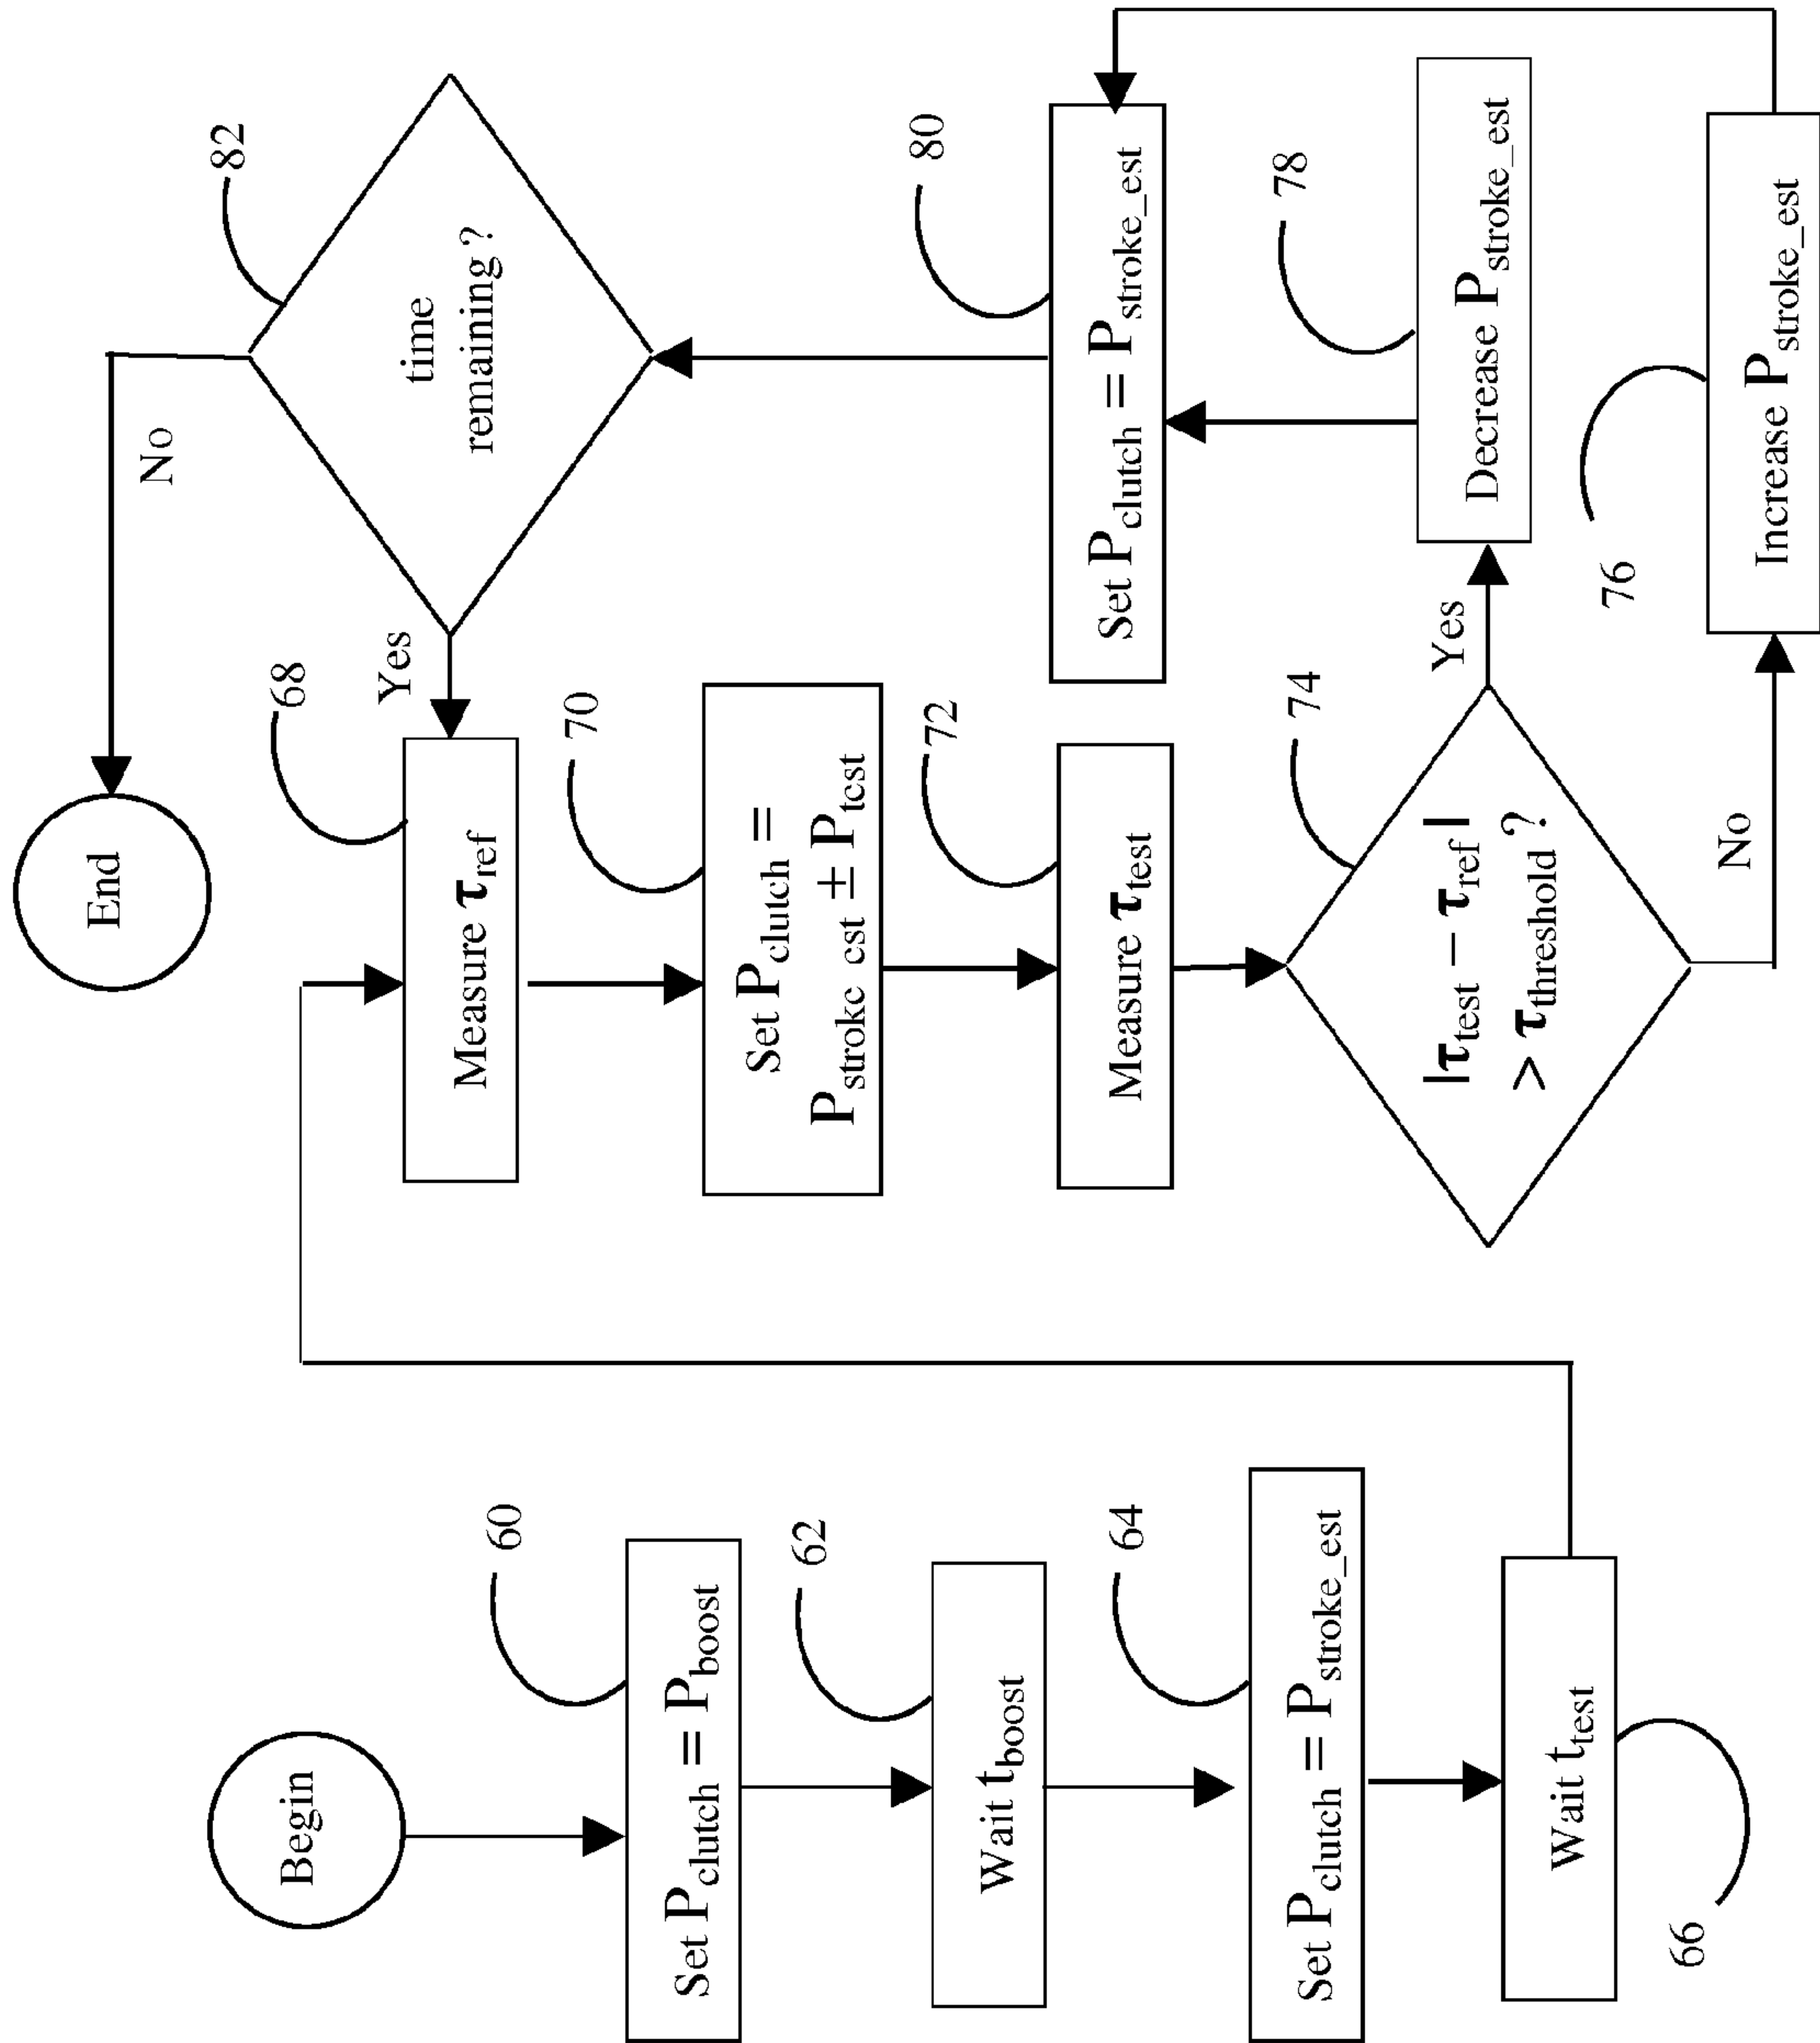 Begin
60
Set P_clutch = P_boost
62
Wait t_boost
64
Set P_clutch = P_stroke_est
Wait t_test
66
End
68
Measure τ_ref
70
Set P_clutch =
P_stroke est ± P_test
72
Measure τ_test
74
|τ_test − τ_ref|
> τ_threshold ?
Yes
No
76
Increase P_stroke_est
78
Decrease P_stroke_est
80
Set P_clutch = P_stroke_est
82
time
remaining ?
Yes
No